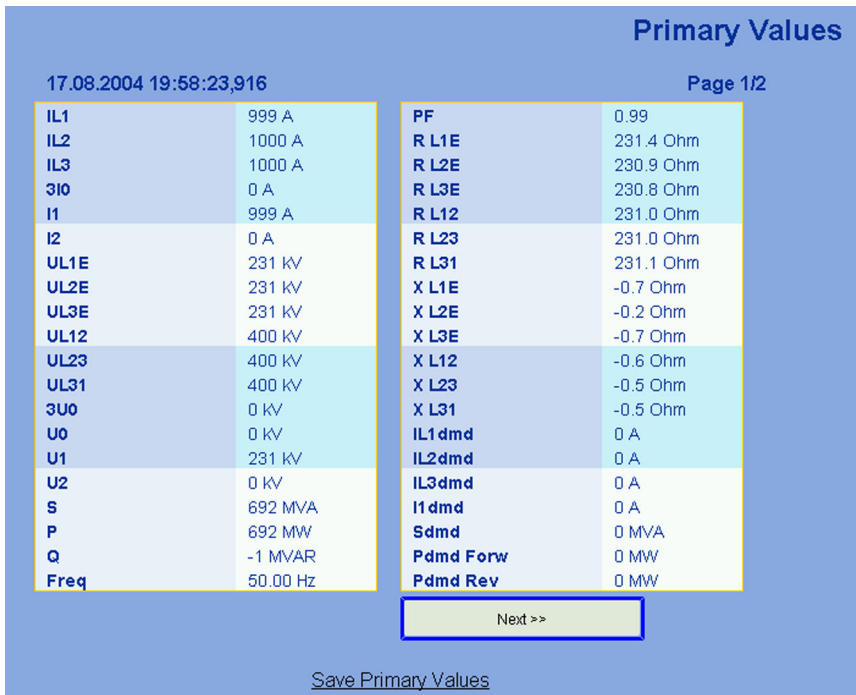 Primary Values
17.08.2004 19:58:23,916
Page 1/2
IL1 999 A
IL2 1000 A
IL3 1000 A
3I0 0 A
I1 999 A
I2 0 A
UL1E 231 kV
UL2E 231 kV
UL3E 231 kV
UL12 400 kV
UL23 400 kV
UL31 400 kV
3U0 0 kV
U0 0 kV
U1 231 kV
U2 0 kV
S 692 MVA
P 692 MW
Q -1 MVAR
Freq 50.00 Hz
PF 0.99
R L1E 231.4 Ohm
R L2E 230.9 Ohm
R L3E 230.8 Ohm
R L12 231.0 Ohm
R L23 231.0 Ohm
R L31 231.1 Ohm
X L1E -0.7 Ohm
X L2E -0.2 Ohm
X L3E -0.7 Ohm
X L12 -0.6 Ohm
X L23 -0.5 Ohm
X L31 -0.5 Ohm
IL1dmd 0 A
IL2dmd 0 A
IL3dmd 0 A
I1dmd 0 A
Sdmd 0 MVA
Pdmd Forw 0 MW
Pdmd Rev 0 MW
Next >>
Save Primary Values